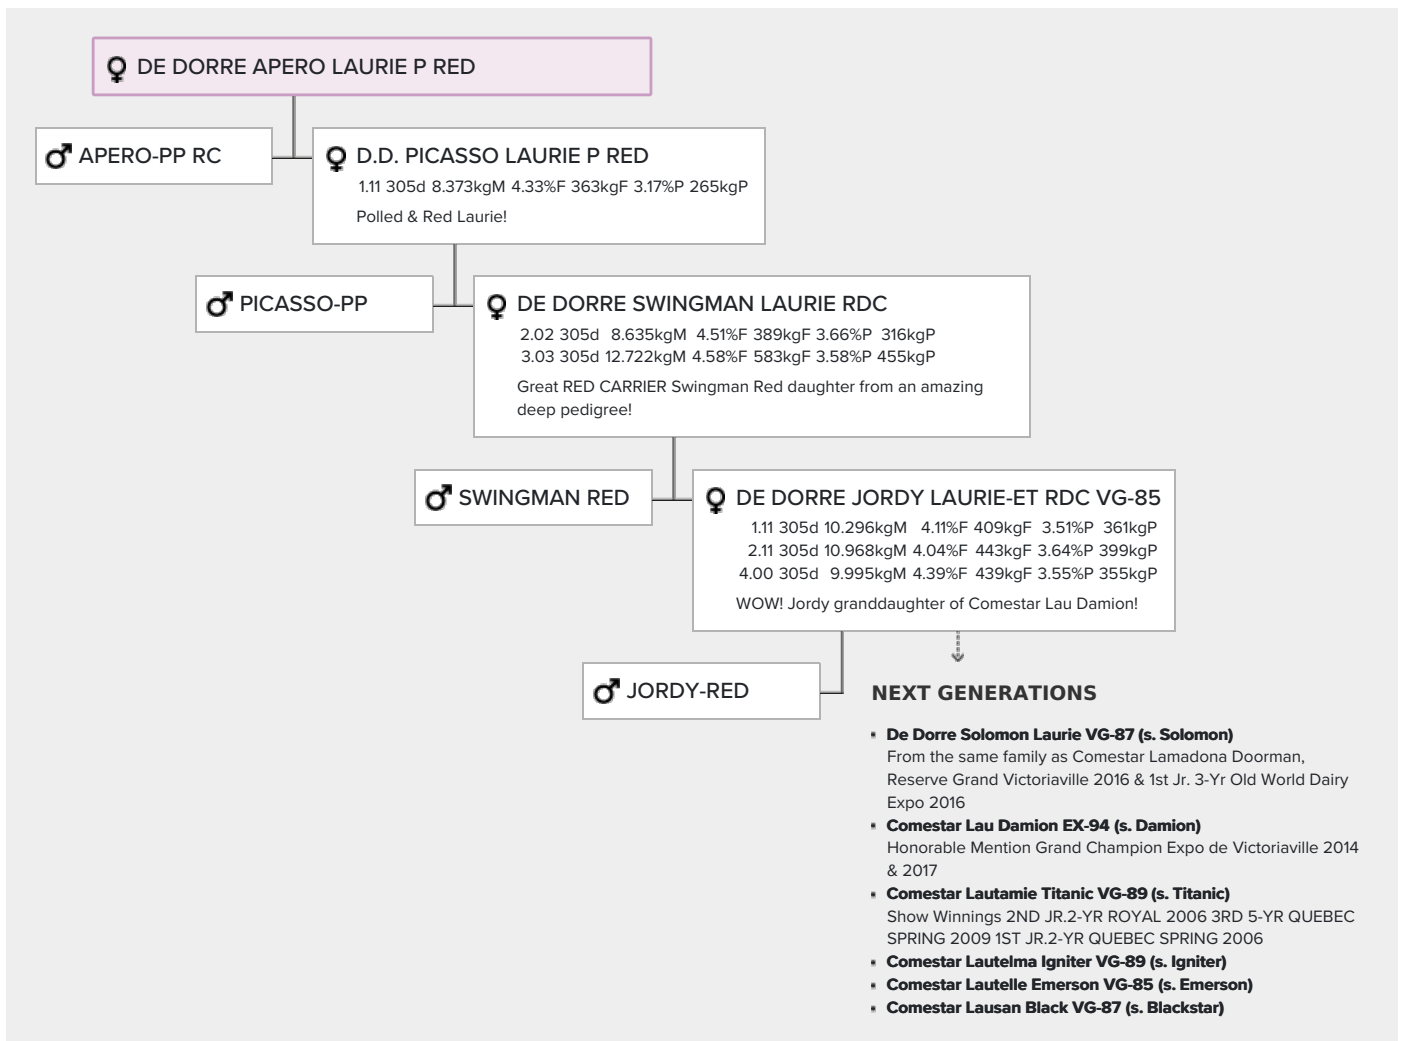 DE DORRE APERO LAURIE P RED
APERO-PP RC
D.D. PICASSO LAURIE P RED
1.11 305d 8.373kgM 4.33%F 363kgF 3.17%P 265kgP
Polled & Red Laurie!
PICASSO-PP
DE DORRE SWINGMAN LAURIE RDC
2.02 305d 8.635kgM 4.51%F 389kgF 3.66%P 316kgP
3.03 305d 12.722kgM 4.58%F 583kgF 3.58%P 455kgP
Great RED CARRIER Swingman Red daughter from an amazing
deep pedigree!
SWINGMAN RED
DE DORRE JORDY LAURIE-ET RDC VG-85
1.11 305d 10.296kgM 4.11%F 409kgF 3.51%P 361kgP
2.11 305d 10.968kgM 4.04%F 443kgF 3.64%P 399kgP
4.00 305d 9.995kgM 4.39%F 439kgF 3.55%P 355kgP
WOW! Jordy granddaughter of Comestar Lau Damion!
JORDY-RED
NEXT GENERATIONS
De Dorre Solomon Laurie VG-87 (s. Solomon)
From the same family as Comestar Lamadona Doorman,
Reserve Grand Victoriaville 2016 & 1st Jr. 3-Yr Old World Dairy
Expo 2016
Comestar Lau Damion EX-94 (s. Damion)
Honorable Mention Grand Champion Expo de Victoriaville 2014
& 2017
Comestar Lautamie Titanic VG-89 (s. Titanic)
Show Winnings 2ND JR.2-YR ROYAL 2006 3RD 5-YR QUEBEC
SPRING 2009 1ST JR.2-YR QUEBEC SPRING 2006
Comestar Lautelma Igniter VG-89 (s. Igniter)
Comestar Lautelle Emerson VG-85 (s. Emerson)
Comestar Lausan Black VG-87 (s. Blackstar)